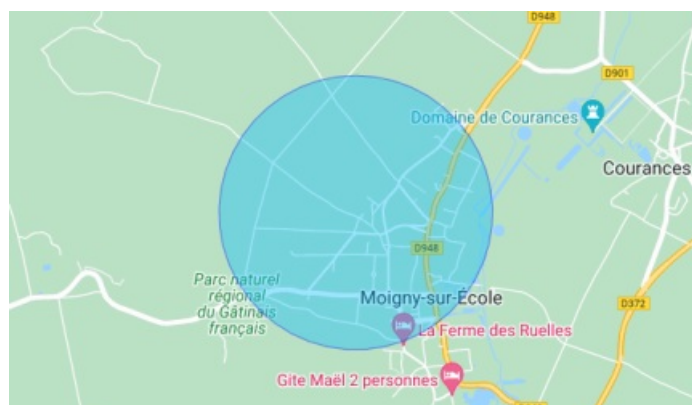 D948
D901
Domaine de Courances
Courances
D948
Parc naturel
régional
du Gâtinais
français
Moigny-sur-École
D372
La Ferme des Ruelles
Gîte Maël 2 personnes